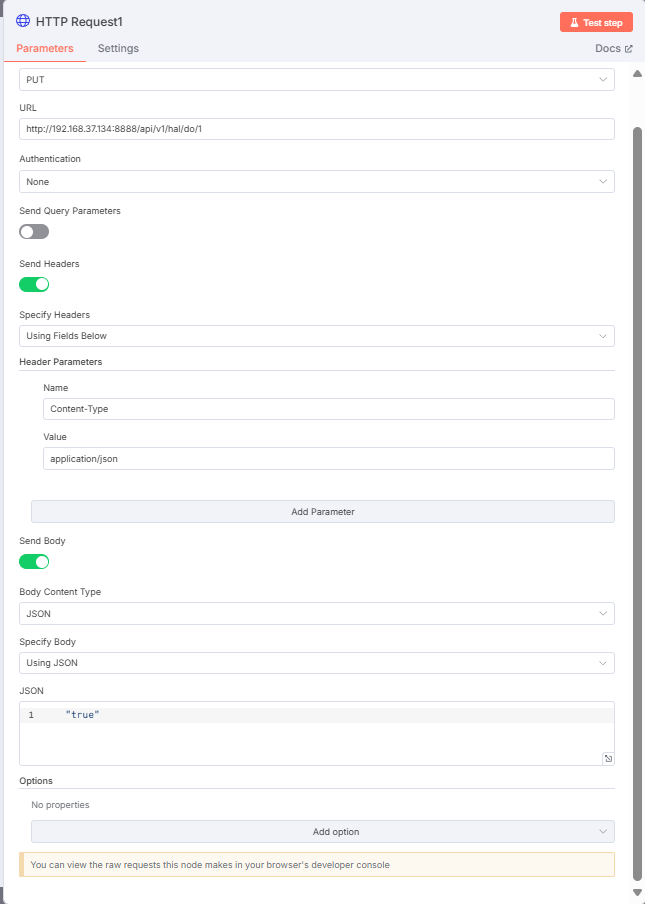 HTTP Request1
Test step
Parameters Settings Docs
PUT
URL
http://192.168.37.134:8888/api/v1/hal/do/1
Authentication
None
Send Query Parameters
Send Headers
Specify Headers
Using Fields Below
Header Parameters
Name
Content-Type
Value
application/json
Add Parameter
Send Body
Body Content Type
JSON
Specify Body
Using JSON
JSON
1 "true"
Options
No properties
Add option
You can view the raw requests this node makes in your browser's developer console